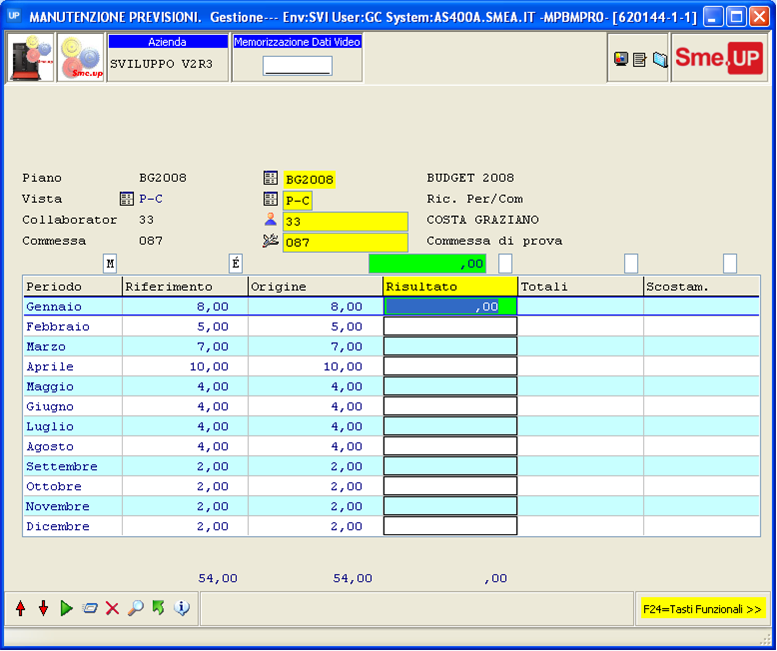 UP MANUTENZIONE PREVISIONI. Gestione--- Env:SVI User:GC System:AS400A.SMEA.IT -MPBMPR0- [620144-1-1]
Sme.up
Azienda
SVILUPPO V2R3
Memorizzazione Dati Video
Sme.UP
Piano BG2008 BG2008 BUDGET 2008
Vista P-C P-C Ric. Per/Com
Collaborator 33 33 COSTA GRAZIANO
Commessa 087 087 Commessa di prova
M É ,00
Periodo Riferimento Origine Risultato Totali Scostam.
Gennaio 8,00 8,00 ,00
Febbraio 5,00 5,00
Marzo 7,00 7,00
Aprile 10,00 10,00
Maggio 4,00 4,00
Giugno 4,00 4,00
Luglio 4,00 4,00
Agosto 4,00 4,00
Settembre 2,00 2,00
Ottobre 2,00 2,00
Novembre 2,00 2,00
Dicembre 2,00 2,00
54,00 54,00 ,00
F24=Tasti Funzionali >>